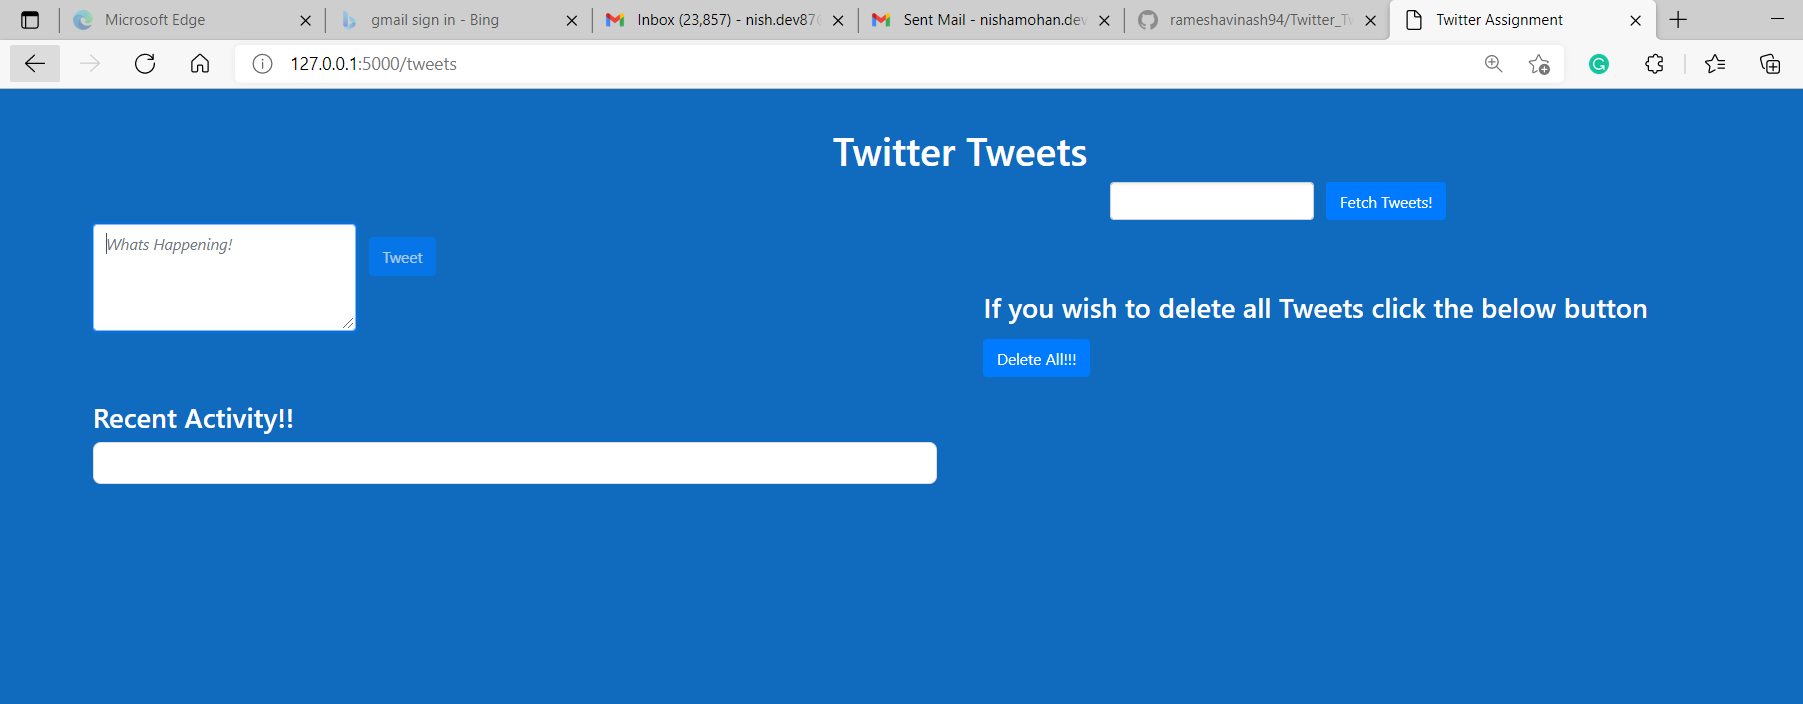 Microsoft Edge
gmail sign in - Bing
Inbox (23,857) - nish.dev87
Sent Mail - nishamohan.dev
rameshavinash94/Twitter_Tw
Twitter Assignment
127.0.0.1:5000/tweets
Twitter Tweets
Fetch Tweets!
Whats Happening!
Tweet
If you wish to delete all Tweets click the below button
Delete All!!!
Recent Activity!!